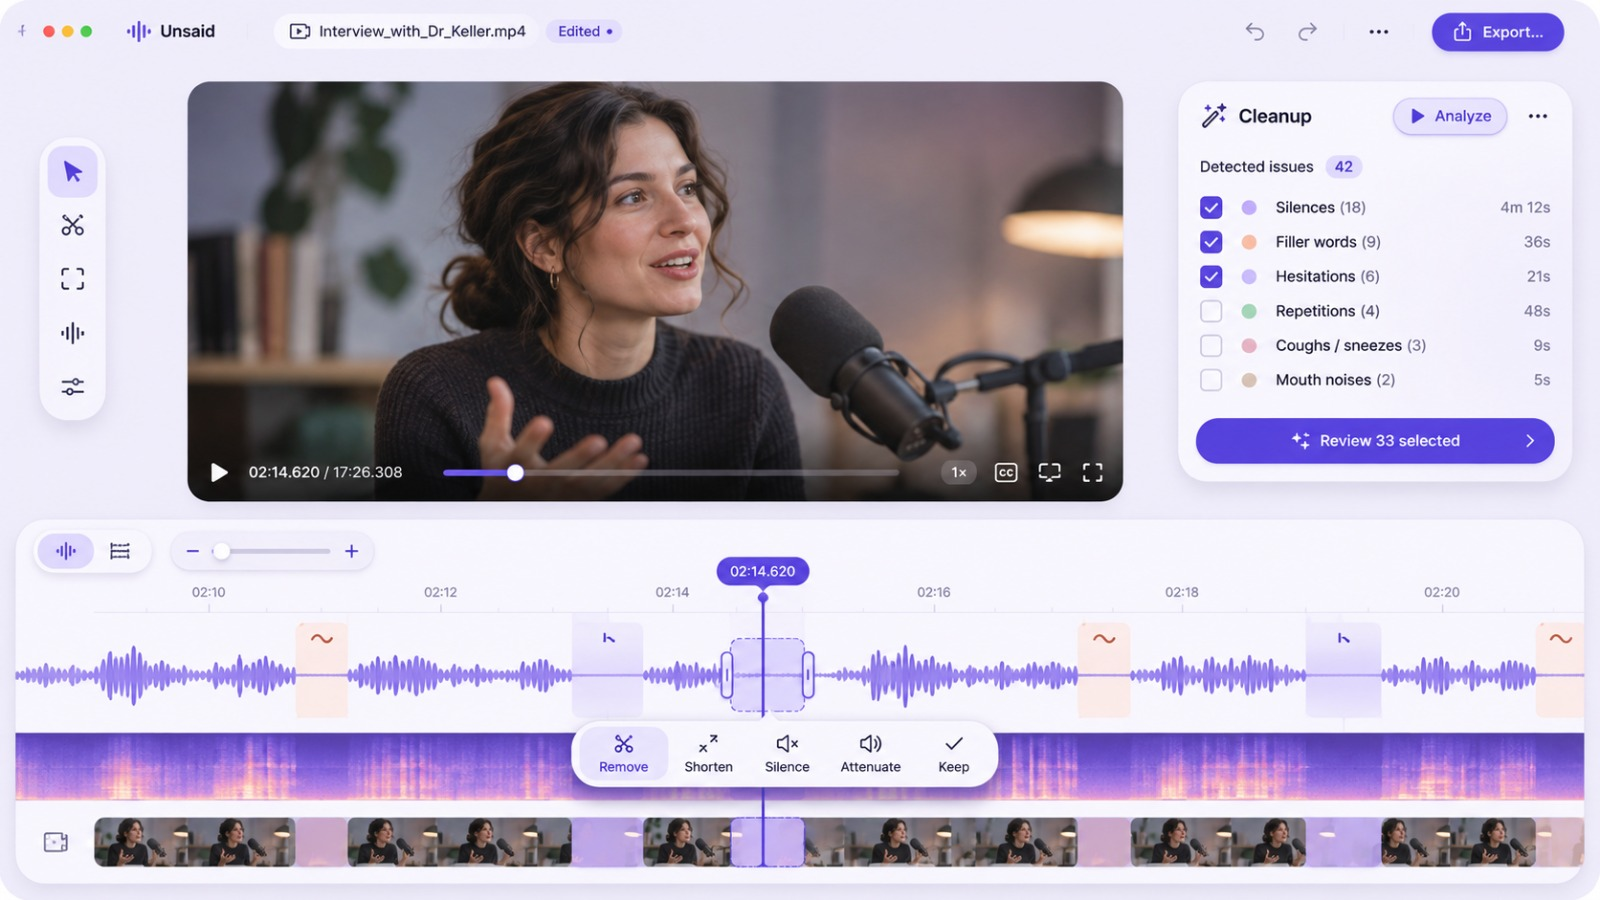 Unsaid
Interview_with_Dr_Keller.mp4
Edited •
Export...
Cleanup
Analyze
Detected issues 42
Silences (18) 4m 12s
Filler words (9) 36s
Hesitations (6) 21s
Repetitions (4) 48s
Coughs / sneezes (3) 9s
Mouth noises (2) 5s
Review 33 selected
02:14.620 / 17:26.308
1×
CC
02:14.620
02:10 02:12 02:14 02:16 02:18 02:20
Remove Shorten Silence Attenuate Keep